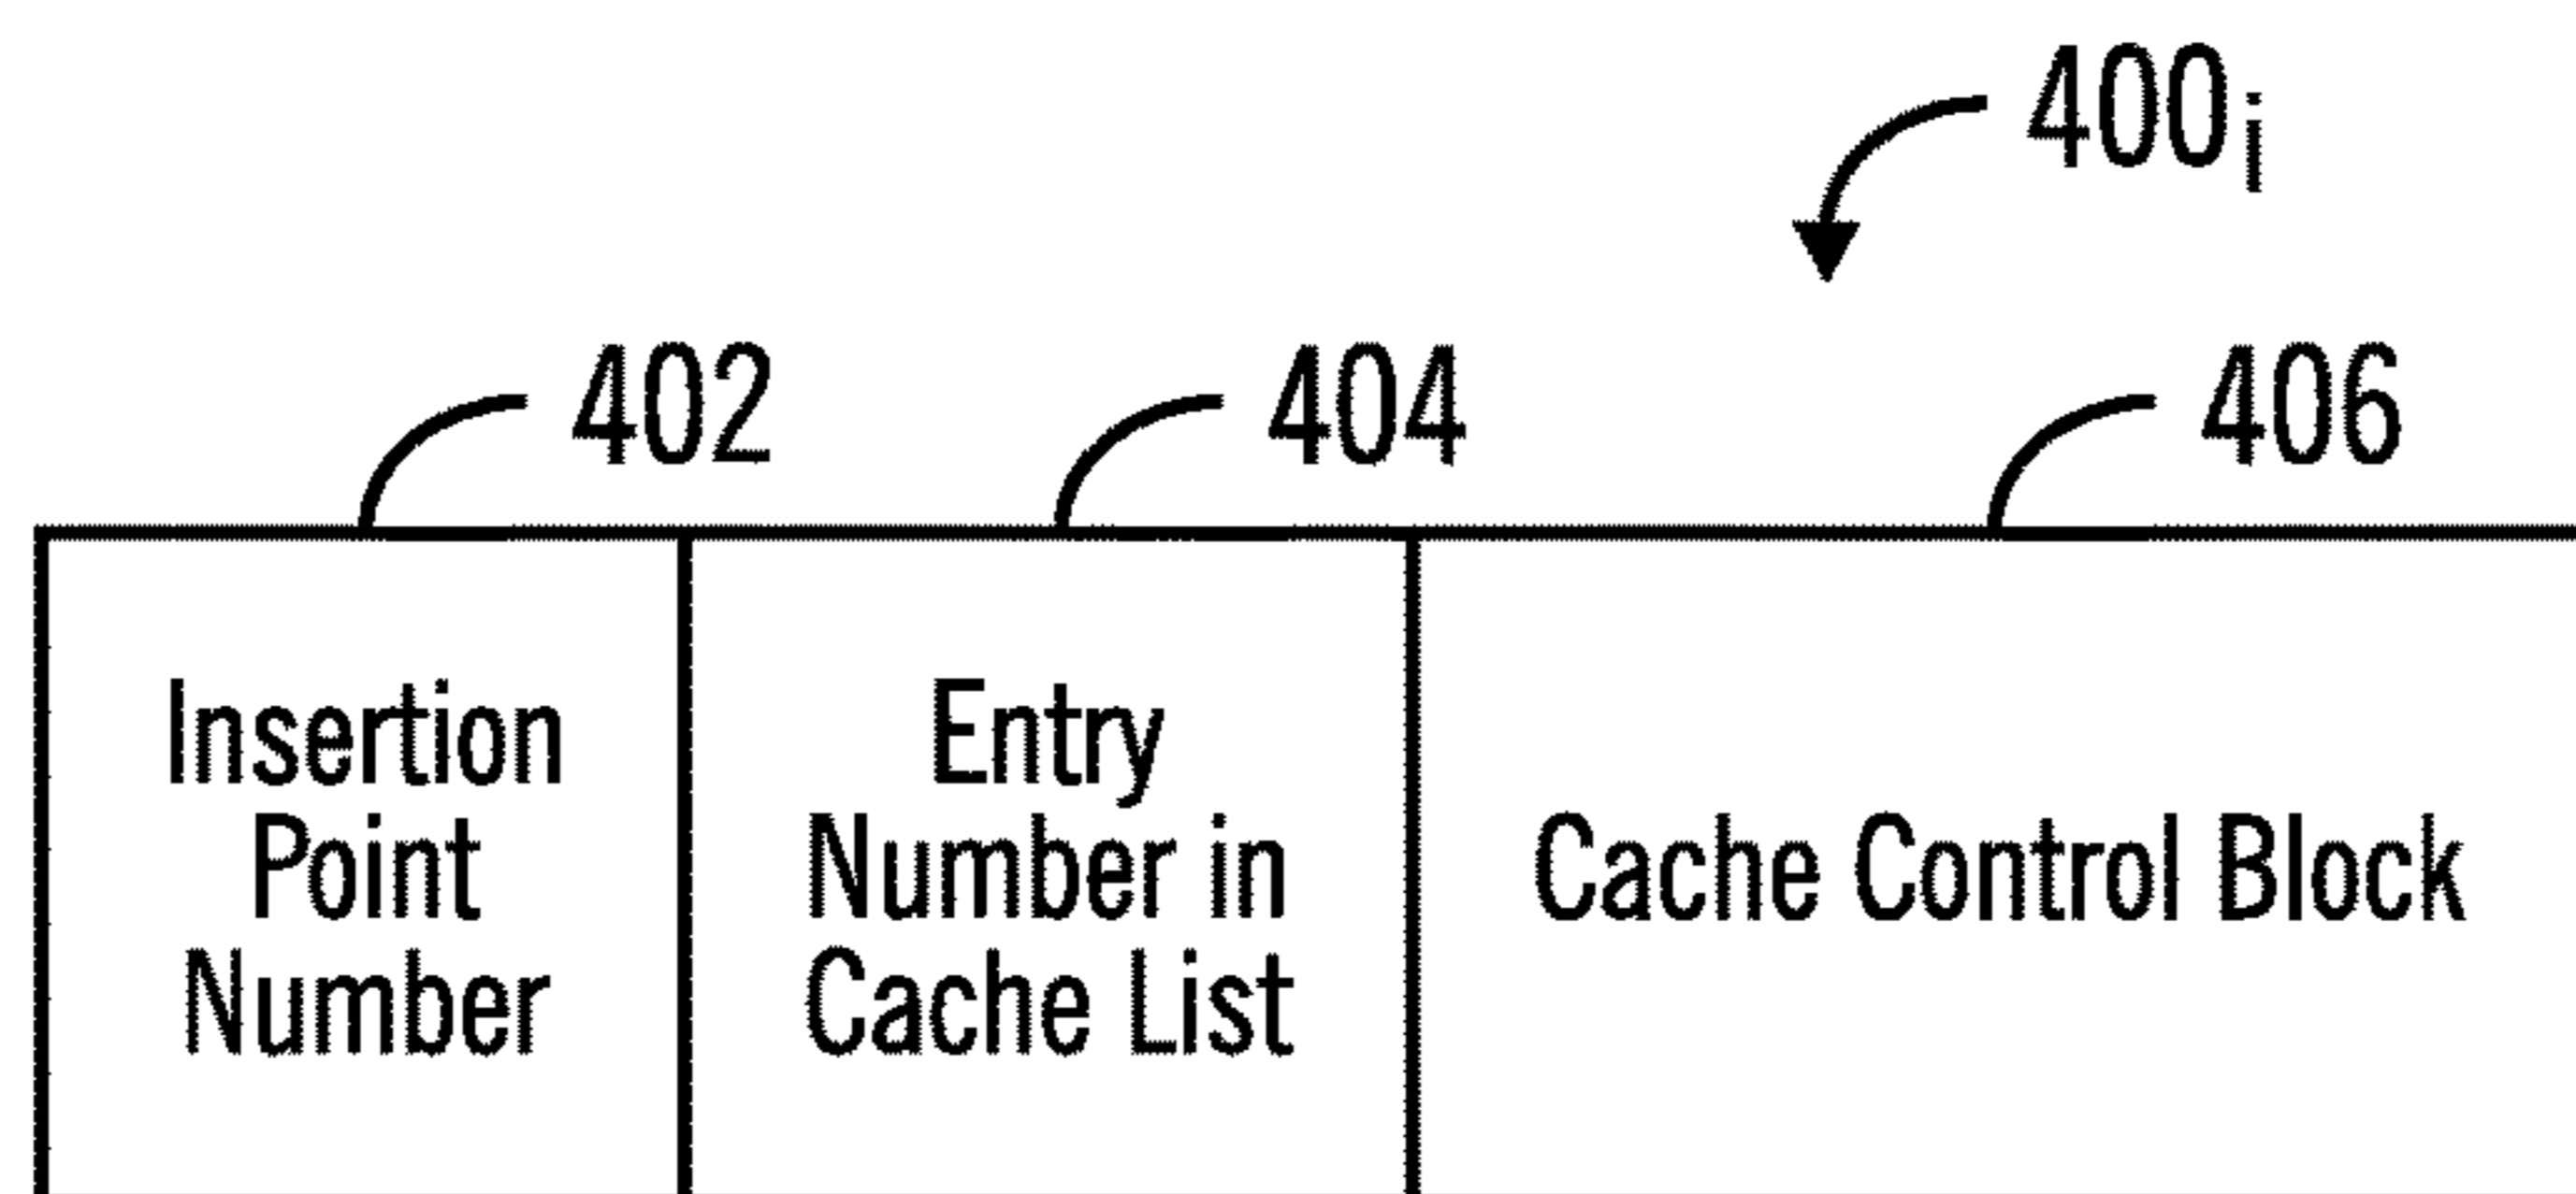 400i
402
404
406
Insertion
Point
Number
Entry
Number in
Cache List
Cache Control Block